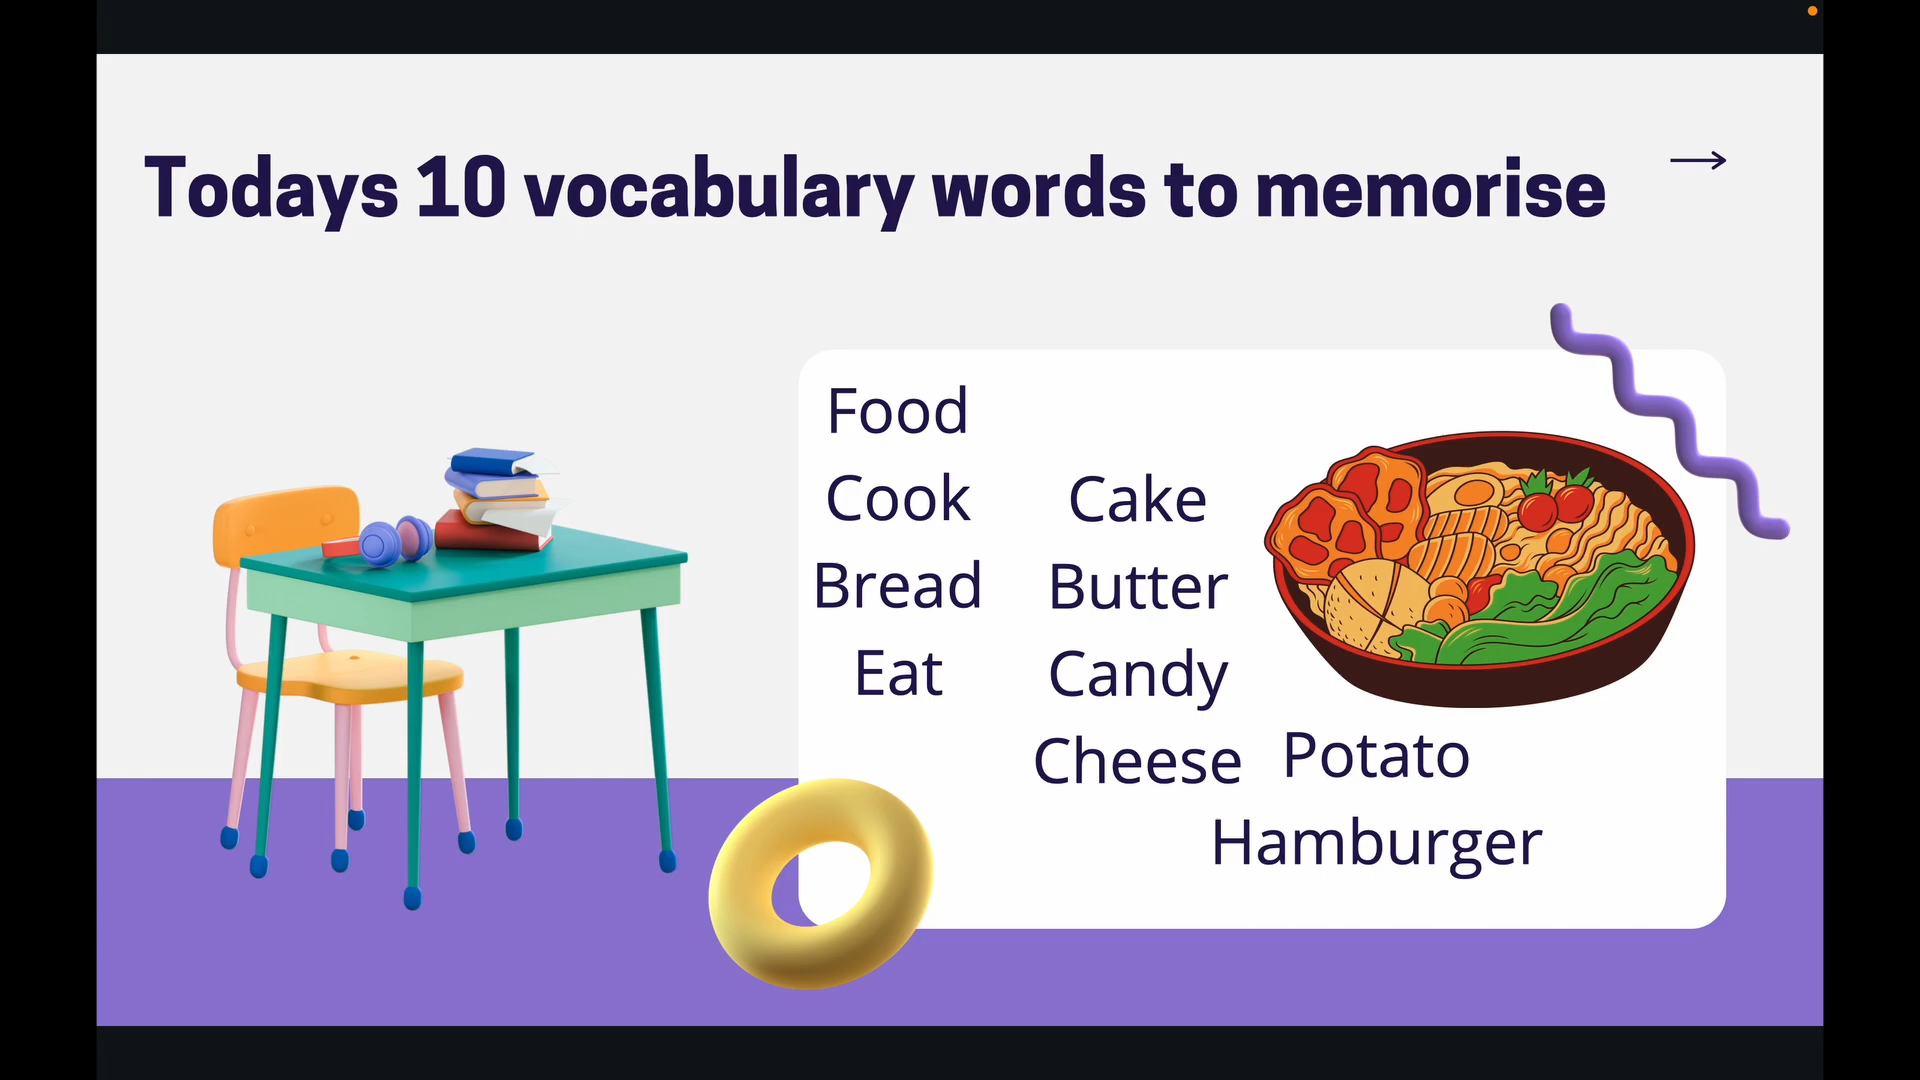 Todays 10 vocabulary words to memorise
Food
Cook
Bread
Eat
Cake
Butter
Candy
Cheese
Potato
Hamburger